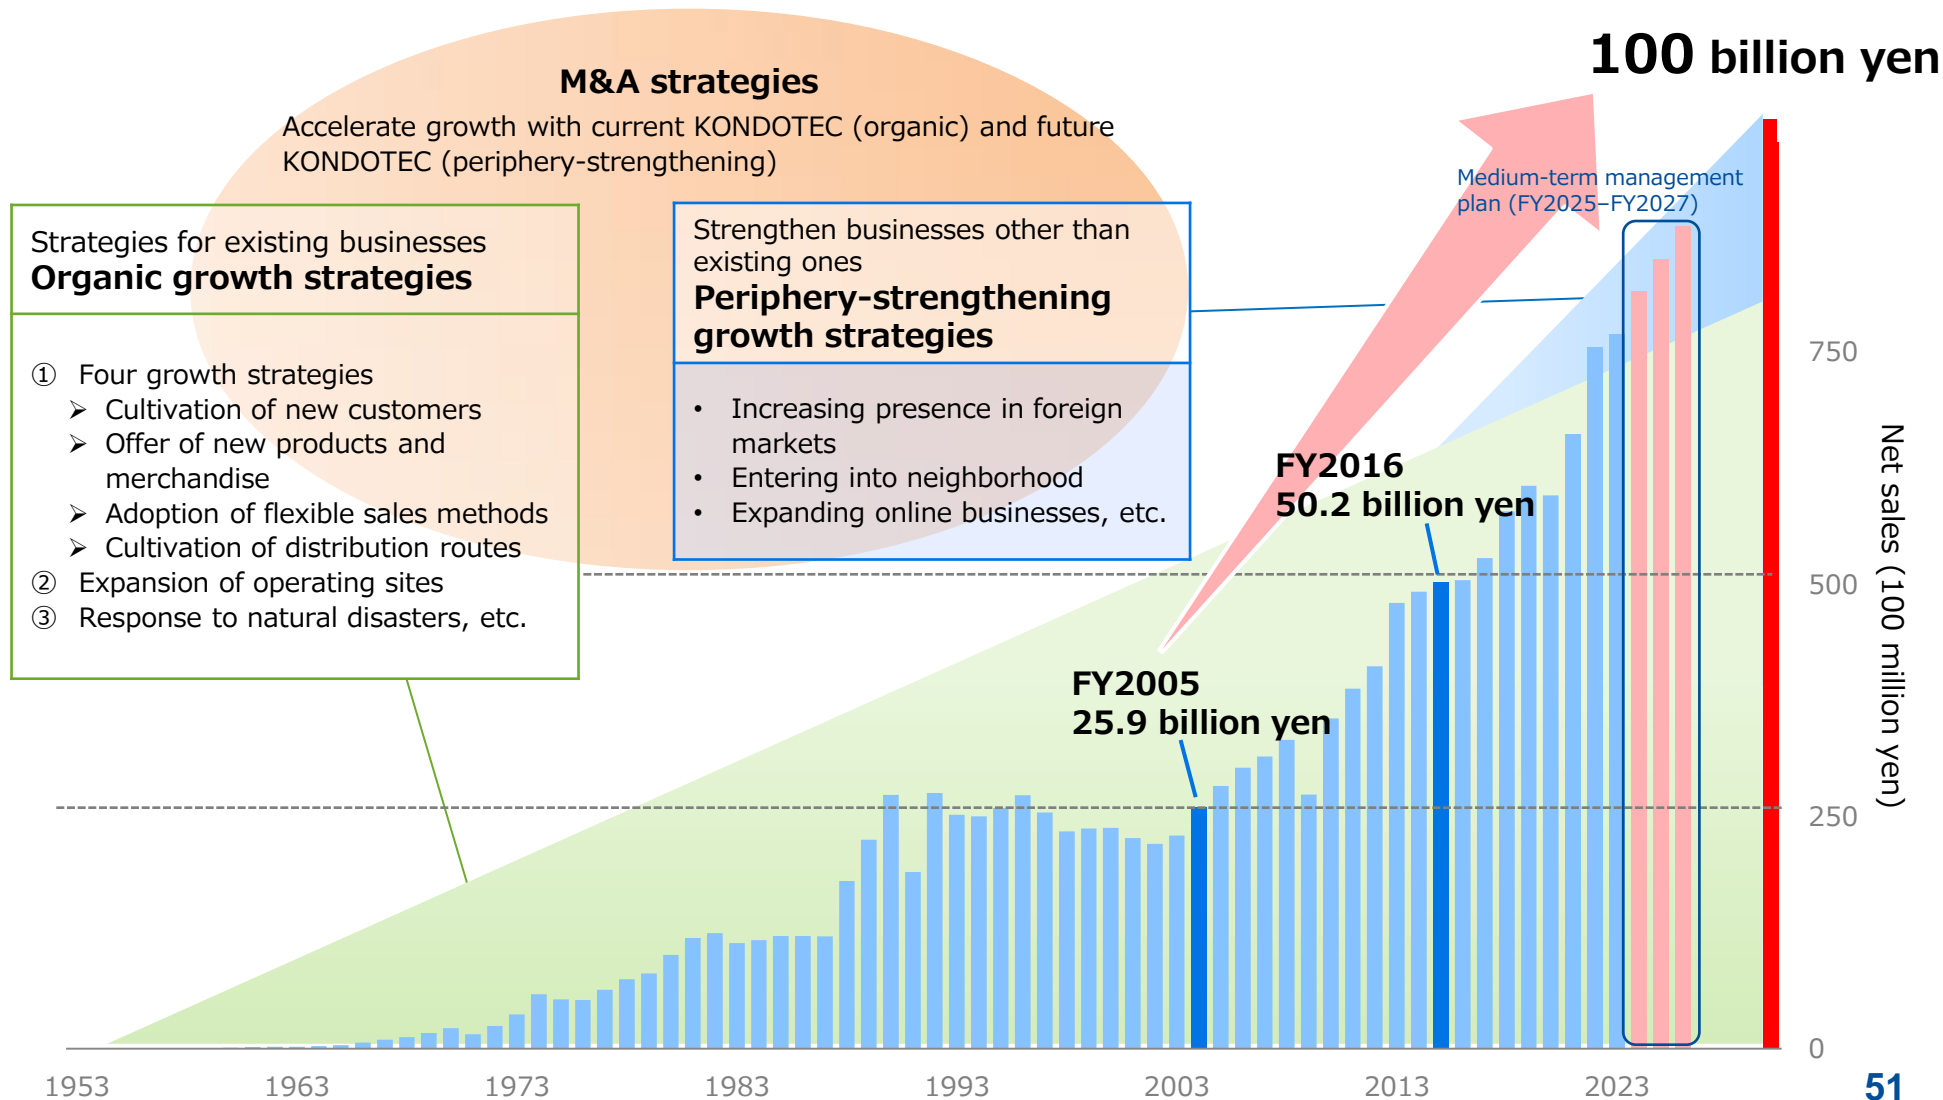 100 billion yen
M&A strategies
Accelerate growth with current KONDOTEC (organic) and future
KONDOTEC (periphery-strengthening)
Medium-term management
plan (FY2025–FY2027)
Strategies for existing businesses
Organic growth strategies
① Four growth strategies
➢ Cultivation of new customers
➢ Offer of new products and
merchandise
➢ Adoption of flexible sales methods
➢ Cultivation of distribution routes
② Expansion of operating sites
③ Response to natural disasters, etc.
Strengthen businesses other than
existing ones
Periphery-strengthening
growth strategies
• Increasing presence in foreign
markets
• Entering into neighborhood
• Expanding online businesses, etc.
FY2016
50.2 billion yen
FY2005
25.9 billion yen
750
500
250
0
Net sales (100 million yen)
1953
1963
1973
1983
1993
2003
2013
2023
51